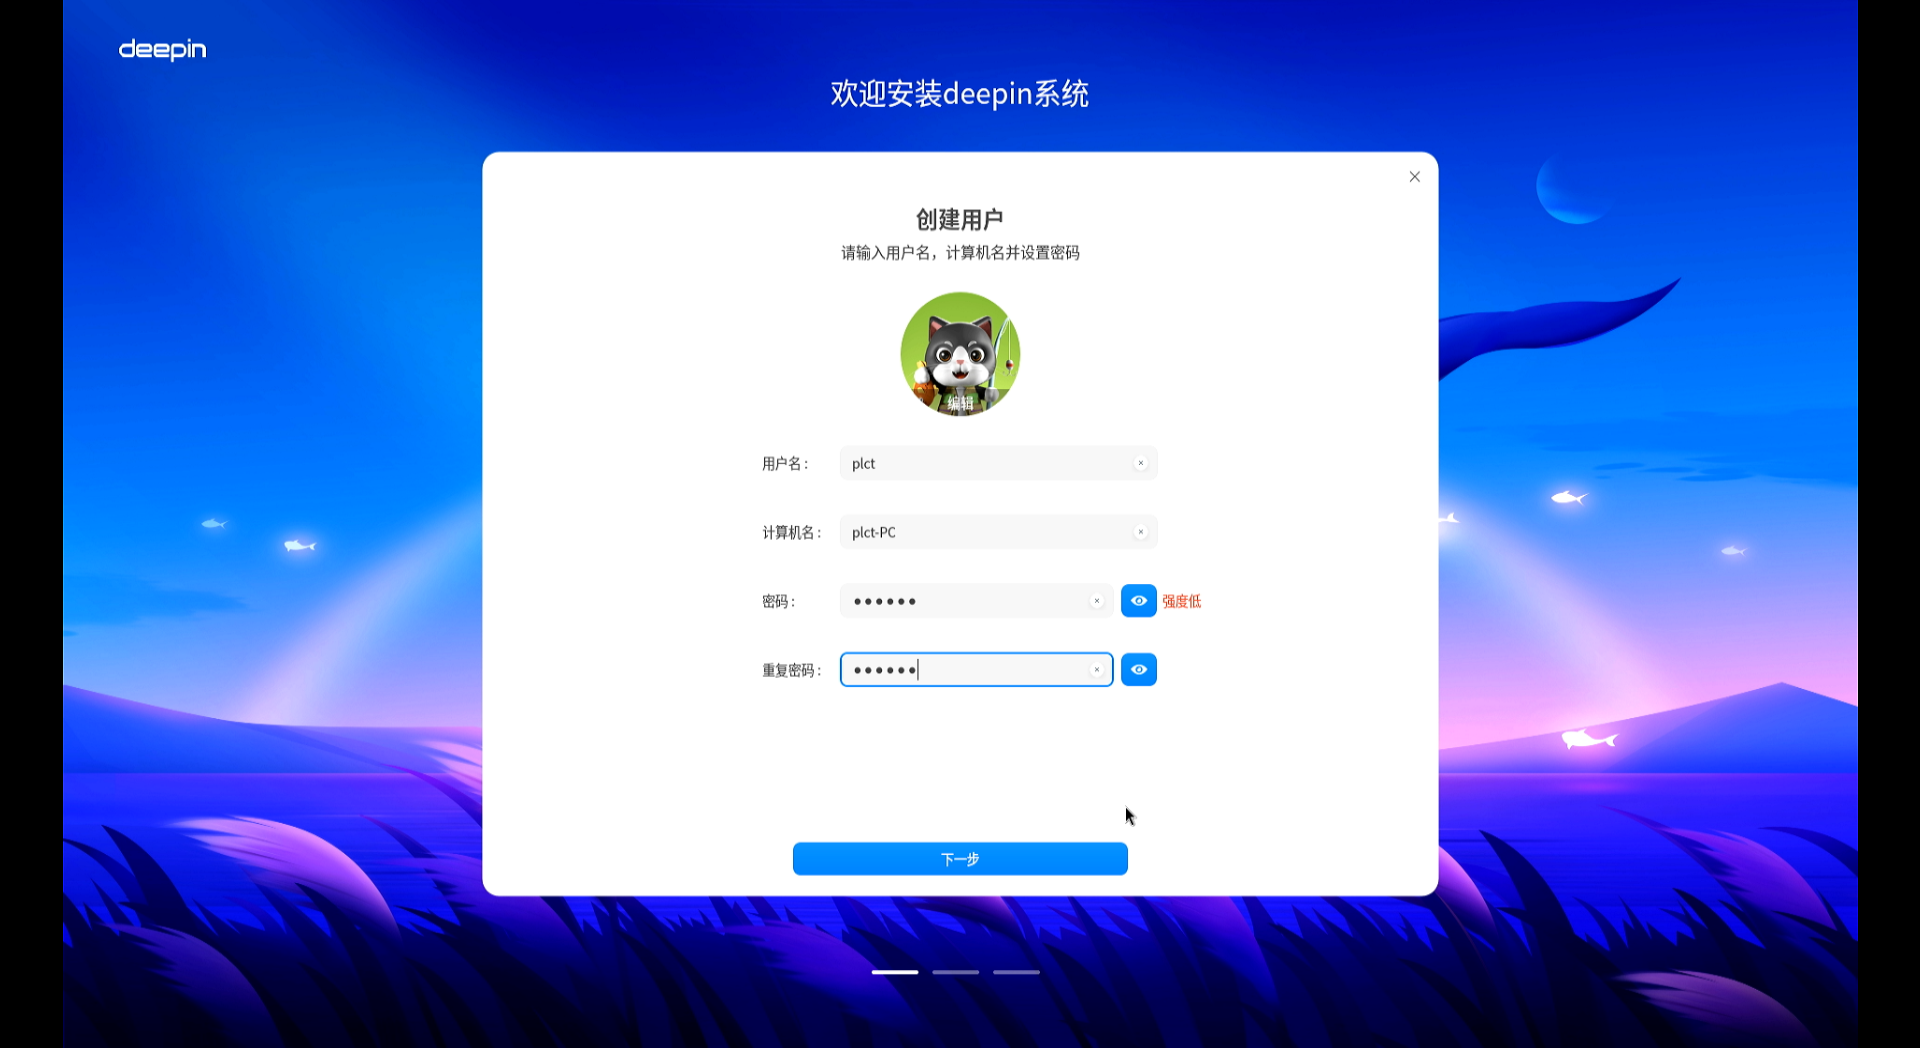 deepin
欢迎安装deepin系统
创建用户
请输入用户名，计算机名并设置密码
编辑
用户名： plct
计算机名： plct-PC
密码： ●●●●●● 强度低
重复密码： ●●●●●●
下一步